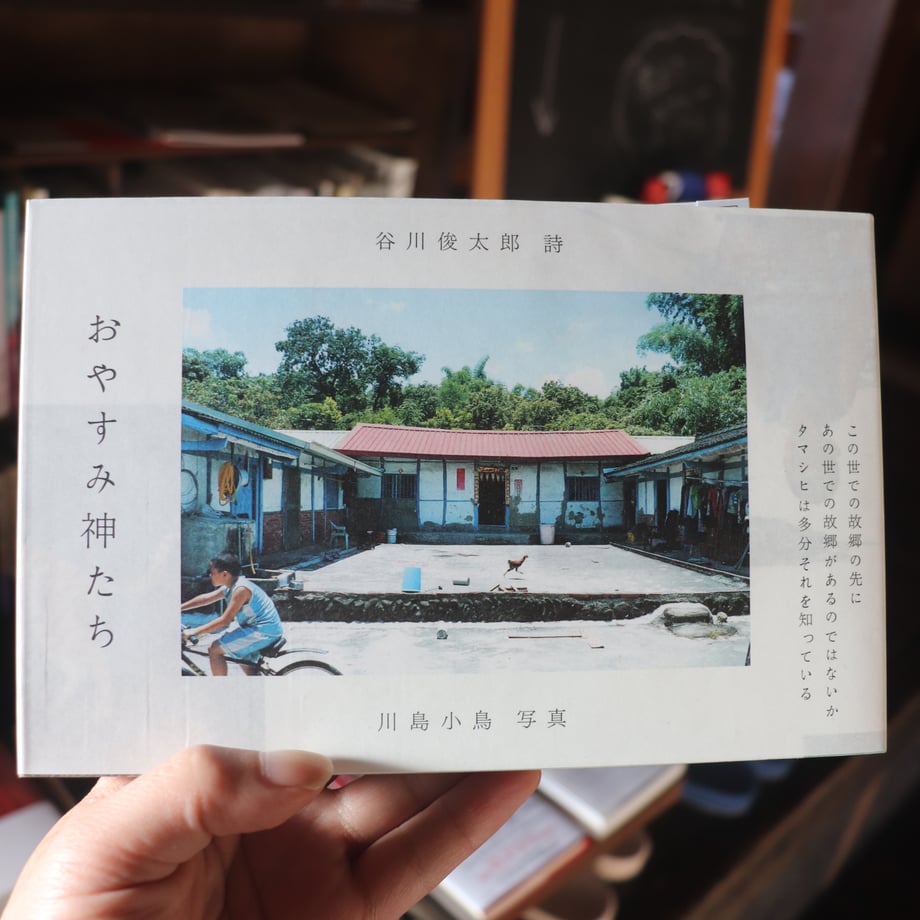 谷川俊太郎 詩
おやすみ神たち
この世での故郷の先に
あの世での故郷があるのではないか
タマシヒは多分それを知っている
川島小鳥 写真